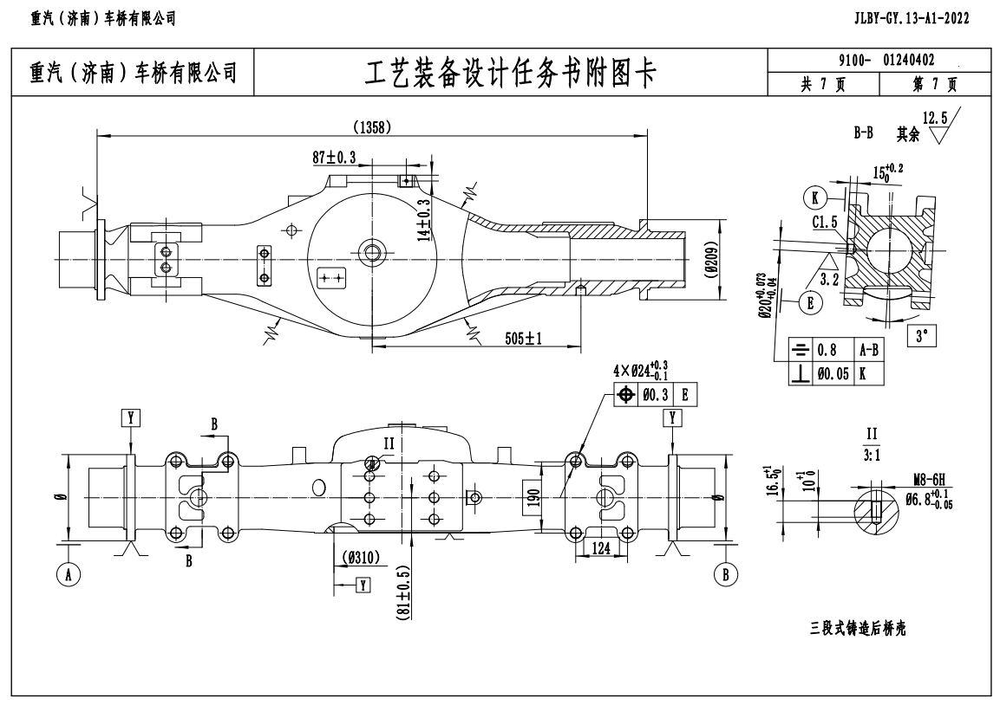 重汽(济南)车桥有限公司
JLBY-GY.13-A1-2022
重汽(济南)车桥有限公司
工艺装备设计任务书附图卡
9100- 01240402
共 7 页
第 7 页
(1358)
87±0.3
14±0.3
(Ø209)
505±1
B-B 其余 12.5
15 +0.2 0
K
C1.5
3.2
Ø20 +0.073 +0.04
E
3°
0.8 A-B
⊥ Ø0.05 K
4×Ø24 +0.3 -0.1
⌖ Ø0.3 E
Y
B
II
Y
Ø
190
Ø
B
124
A
(Ø310)
Y
(81±0.5)
B
II
3:1
16.5 +1 0
10 +1 0
M8-6H
Ø6.8 +0.1 -0.05
三段式铸造后桥壳